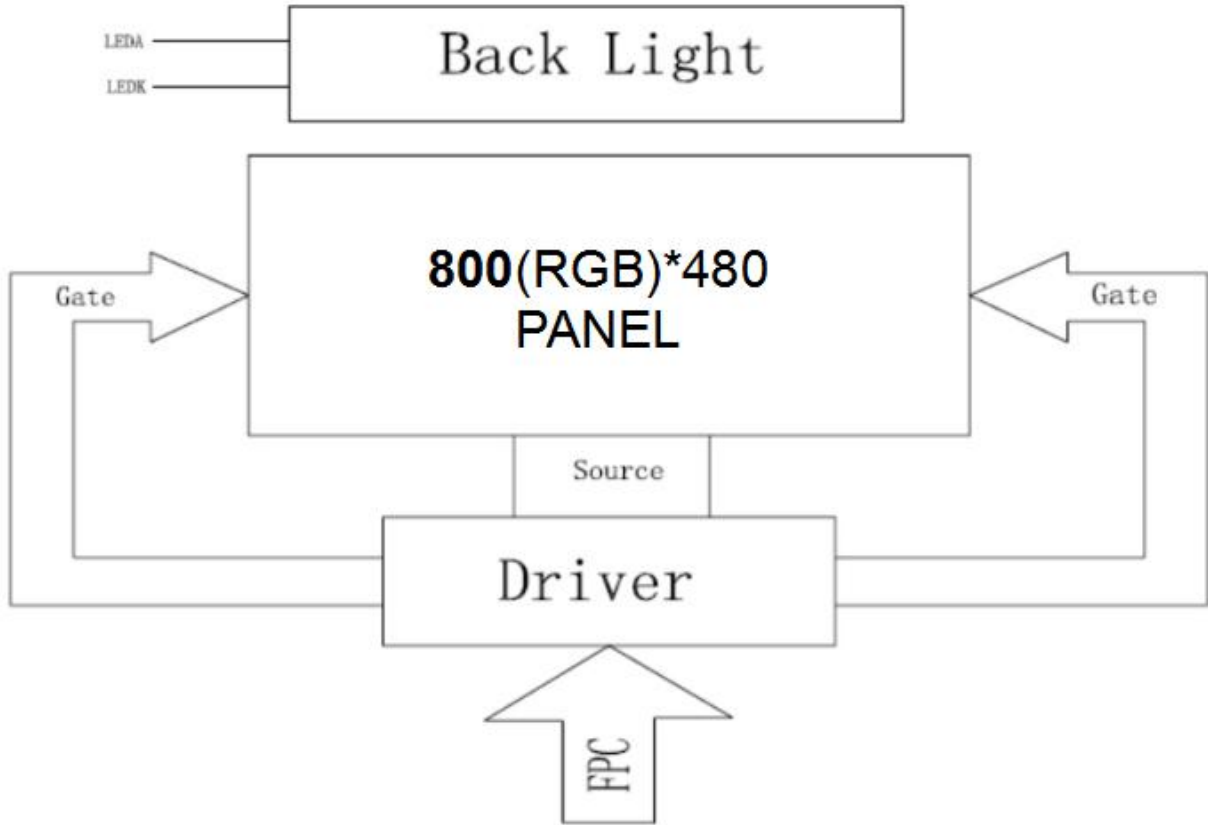 LEDA
LEDK
Back Light
800(RGB)*480
PANEL
Gate
Gate
Source
Driver
FPC